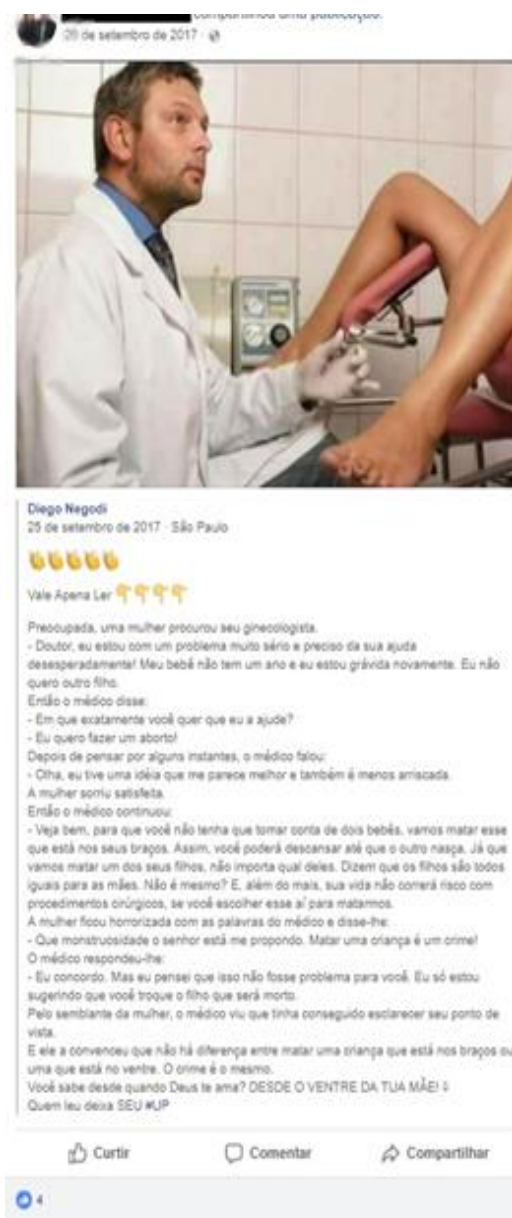 compartilhou uma publicação.
20 de setembro de 2017
Diego Negodi
25 de setembro de 2017 · São Paulo
Vale Apena Ler
Preocupada, uma mulher procurou seu ginecologista.
- Doutor, eu estou com um problema muito sério e preciso da sua ajuda
desesperadamente! Meu bebê não tem um ano e eu estou grávida novamente. Eu não
quero outro filho.
Então o médico disse:
- Em que exatamente você quer que eu a ajude?
- Eu quero fazer um aborto!
Depois de pensar por alguns instantes, o médico falou:
- Olha, eu tive uma idéia que me parece melhor e também é menos arriscada.
A mulher sorriu satisfeita.
Então o médico continuou:
- Veja bem, para que você não tenha que tomar conta de dois bebês, vamos matar esse
que está nos seus braços. Assim, você poderá descansar até que o outro nasça. Já que
vamos matar um dos seus filhos, não importa qual deles. Dizem que os filhos são todos
iguais para as mães. Não é mesmo? E, além do mais, sua vida não correrá risco com
procedimentos cirúrgicos, se você escolher esse aí para matarmos.
A mulher ficou horrorizada com as palavras do médico e disse-lhe:
- Que monstruosidade o senhor está me propondo. Matar uma criança é um crime!
O médico respondeu-lhe:
- Eu concordo. Mas eu pensei que isso não fosse problema para você. Eu só estou
sugerindo que você troque o filho que será morto.
Pelo semblante da mulher, o médico viu que tinha conseguido esclarecer seu ponto de
vista.
E ele a convenceu que não há diferença entre matar uma criança que está nos braços ou
uma que está no ventre. O crime é o mesmo.
Você sabe desde quando Deus te ama? DESDE O VENTRE DA TUA MÃE!
Quem leu deixa SEU #UP
Curtir Comentar Compartilhar
4